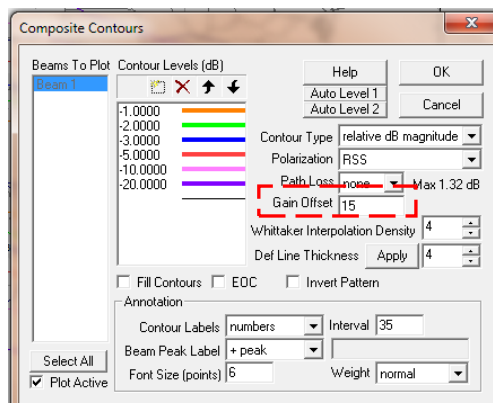 Composite Contours
x
Beams To Plot
Beam 1
Select All
Plot Active
Contour Levels (dB)
-1.0000
-2.0000
-3.0000
-5.0000
-10.0000
-20.0000
Help
OK
Auto Level 1
Auto Level 2
Cancel
Contour Type relative dB magnitude
Polarization RSS
Path Loss none Max 1.32 dB
Gain Offset 15
Whittaker Interpolation Density 4
Def Line Thickness Apply 4
Fill Contours EOC Invert Pattern
Annotation
Contour Labels numbers Interval 35
Beam Peak Label + peak
Font Size (points) 6 Weight normal